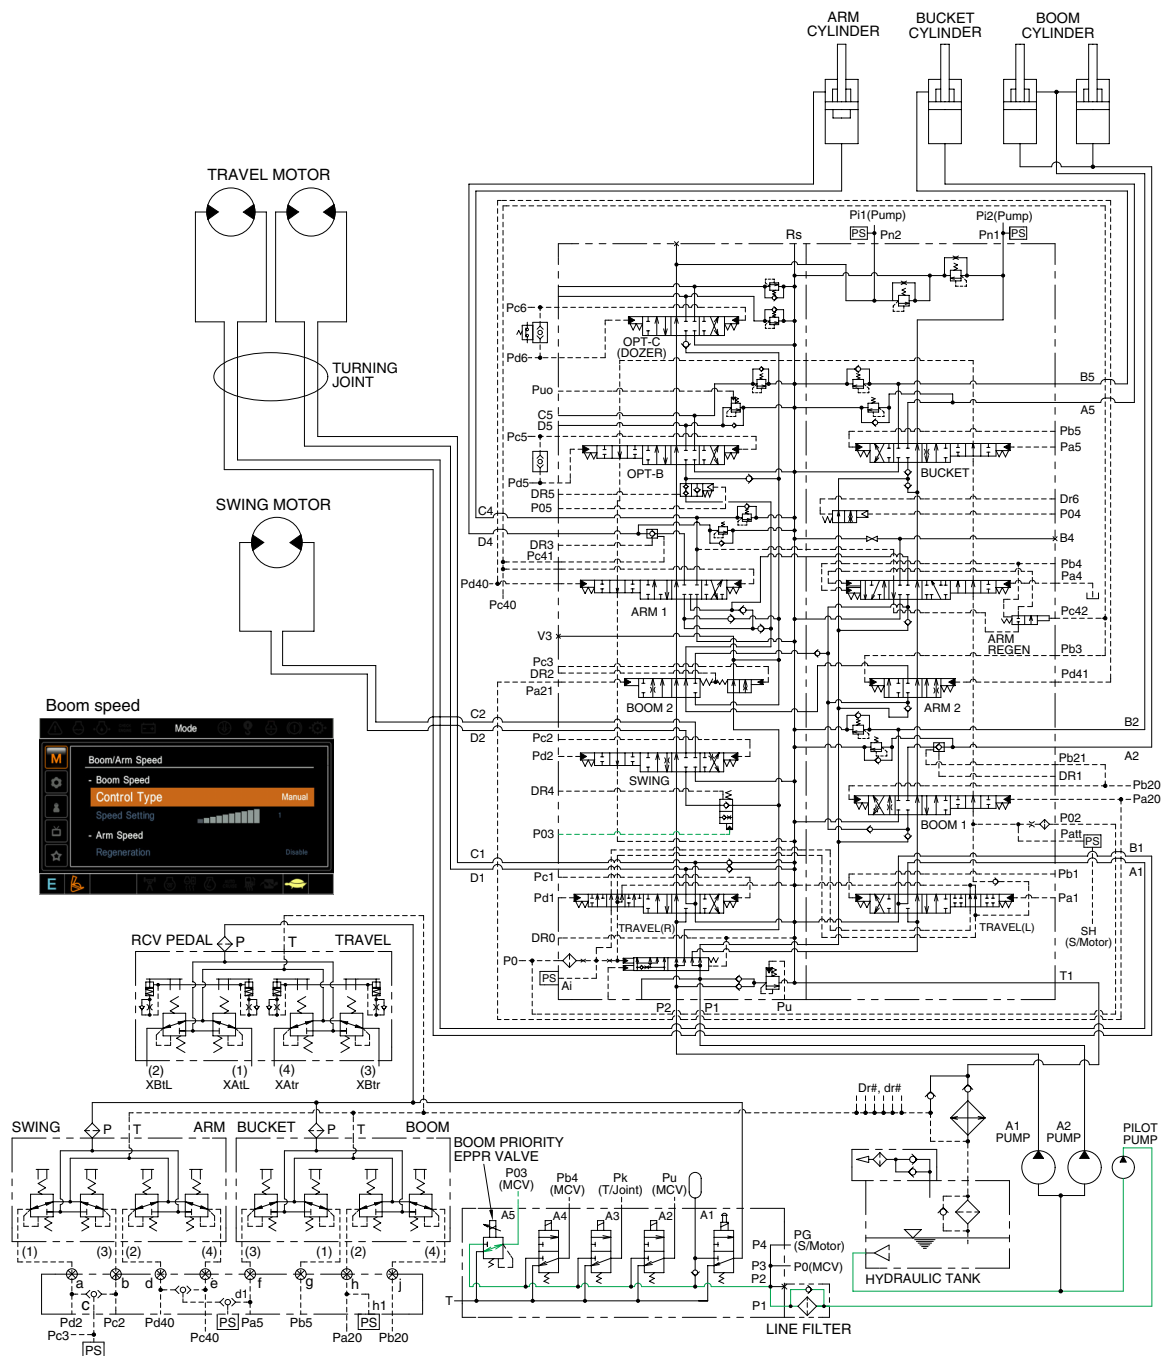 ARM
CYLINDER
BUCKET
CYLINDER
BOOM
CYLINDER
TRAVEL MOTOR
TURNING
JOINT
SWING MOTOR
Pi1(Pump)
Pi2(Pump)
PS
Pn2
Pn1
PS
Rs
Pc6
Pd6
OPT-C
(DOZER)
Puo
C5
D5
Pc5
Pd5
OPT-B
DR5
P05
C4
D4
DR3
Pc41
Pd40
Pc40
ARM 1
V3
Pc3
DR2
Pa21
BOOM 2
C2
D2
Pc2
Pd2
SWING
DR4
P03
C1
D1
Pc1
Pd1
TRAVEL(R)
DR0
P0
PS
Ai
P2
P1
Pu
B5
A5
Pb5
Pa5
BUCKET
Dr6
P04
B4
Pb4
Pa4
Pc42
ARM
REGEN
Pb3
Pd41
ARM 2
B2
A2
Pb21
DR1
Pb20
Pa20
BOOM 1
P02
Patt
PS
B1
A1
Pb1
Pa1
TRAVEL(L)
SH
(S/Motor)
T1
Boom speed
Mode
M
Boom/Arm Speed
- Boom Speed
Control Type
Manual
Speed Setting
1
- Arm Speed
Regeneration
Disable
E
RCV PEDAL
P
T
TRAVEL
(2)
XBtL
(1)
XAtL
(4)
XAtr
(3)
XBtr
SWING
P
T
ARM
BUCKET
P
T
BOOM
(1)
(3)
(2)
(4)
(3)
(1)
(2)
(4)
a
b
d
e
f
g
h
j
c
d1
h1
Pd2
Pc2
Pd40
Pc40
PS
Pa5
Pb5
Pa20
PS
Pb20
Pc3
PS
BOOM PRIORITY
EPPR VALVE
P03
(MCV)
Pb4
(MCV)
Pk
(T/Joint)
Pu
(MCV)
A5
A4
A3
A2
A1
P4
PG
(S/Motor)
P3
P0(MCV)
P2
P1
T
LINE FILTER
Dr#, dr#
A1
PUMP
A2
PUMP
PILOT
PUMP
HYDRAULIC TANK